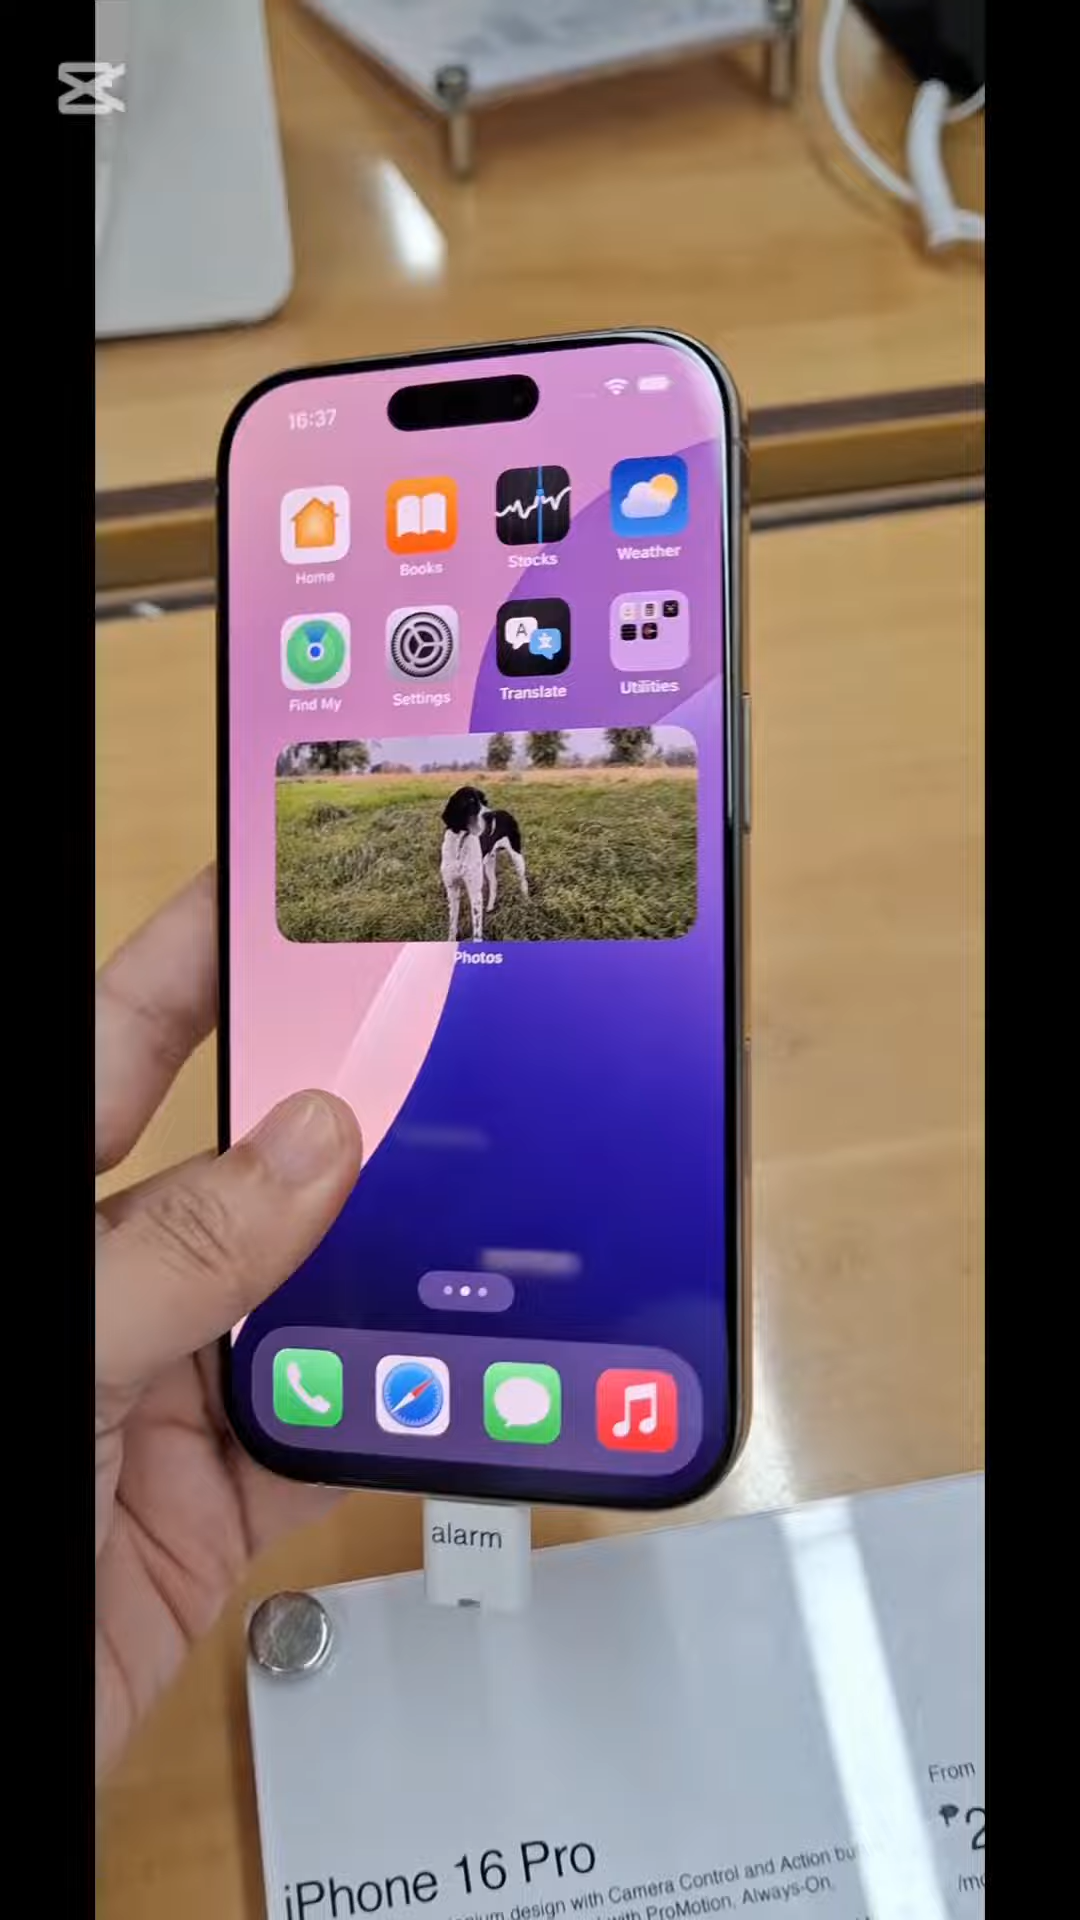 16:37
Home Books Stocks Weather
Find My Settings Translate Utilities
A
Photos
alarm
From
₱2
iPhone 16 Pro
design with Camera Control and Action
with ProMotion, Always-On,